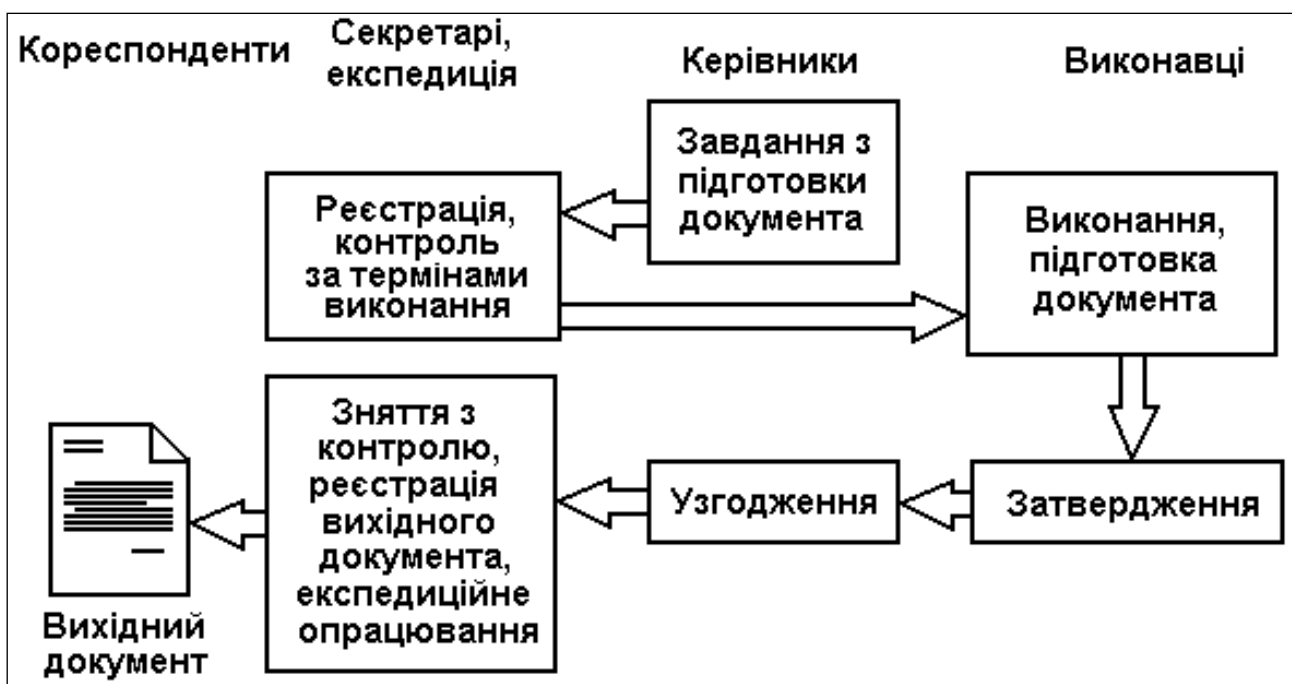 Кореспонденти
Секретарі,
експедиція
Керівники
Виконавці
Завдання з
підготовки
документа
Реєстрація,
контроль
за термінами
виконання
Виконання,
підготовка
документа
Зняття з
контролю,
реєстрація
вихідного
документа,
експедиційне
опрацювання
Узгодження
Затвердження
Вихідний
документ